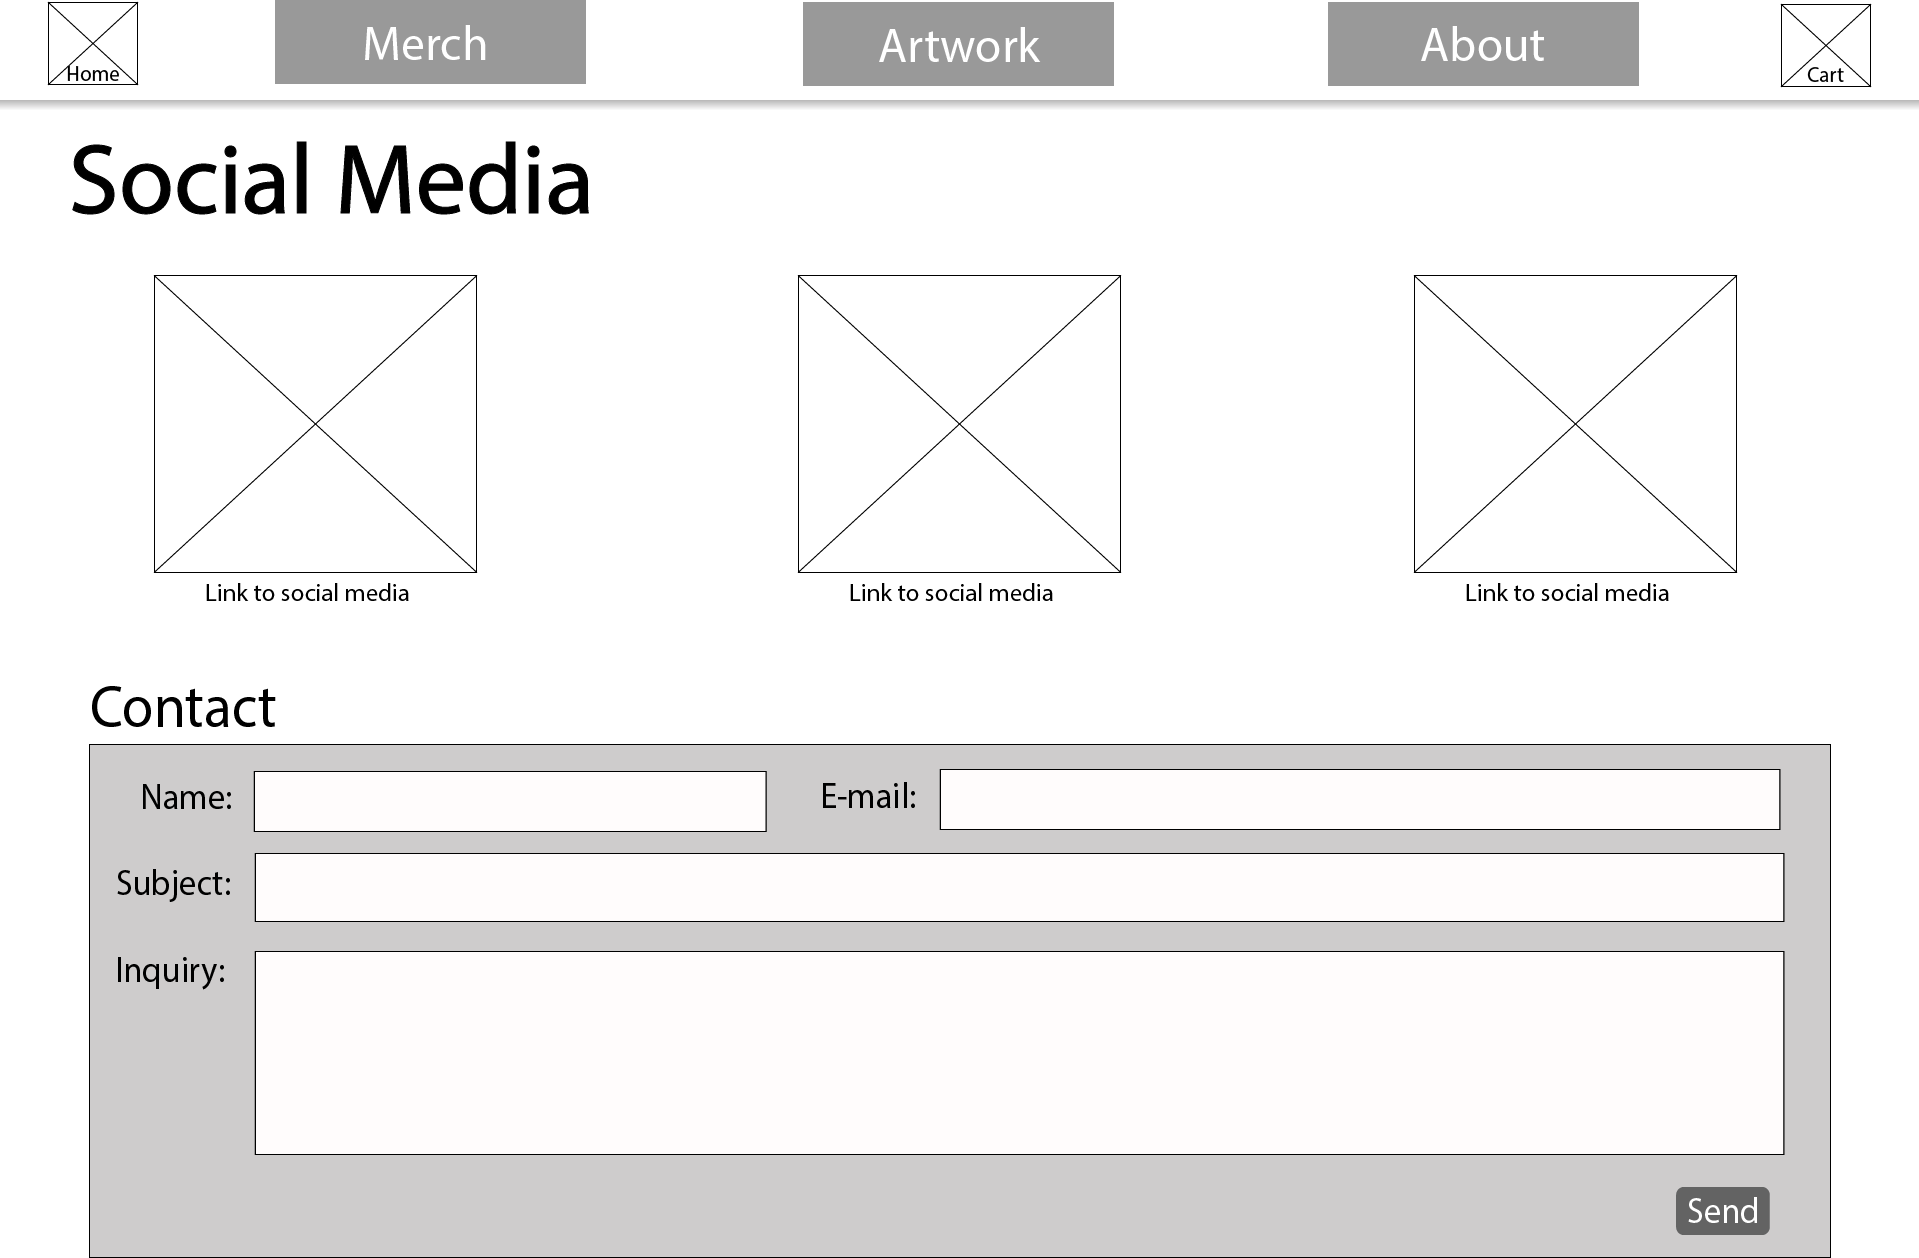 Home
Merch
Artwork
About
Cart
Social Media
Link to social media
Link to social media
Link to social media
Contact
Name:
E-mail:
Subject:
Inquiry:
Send